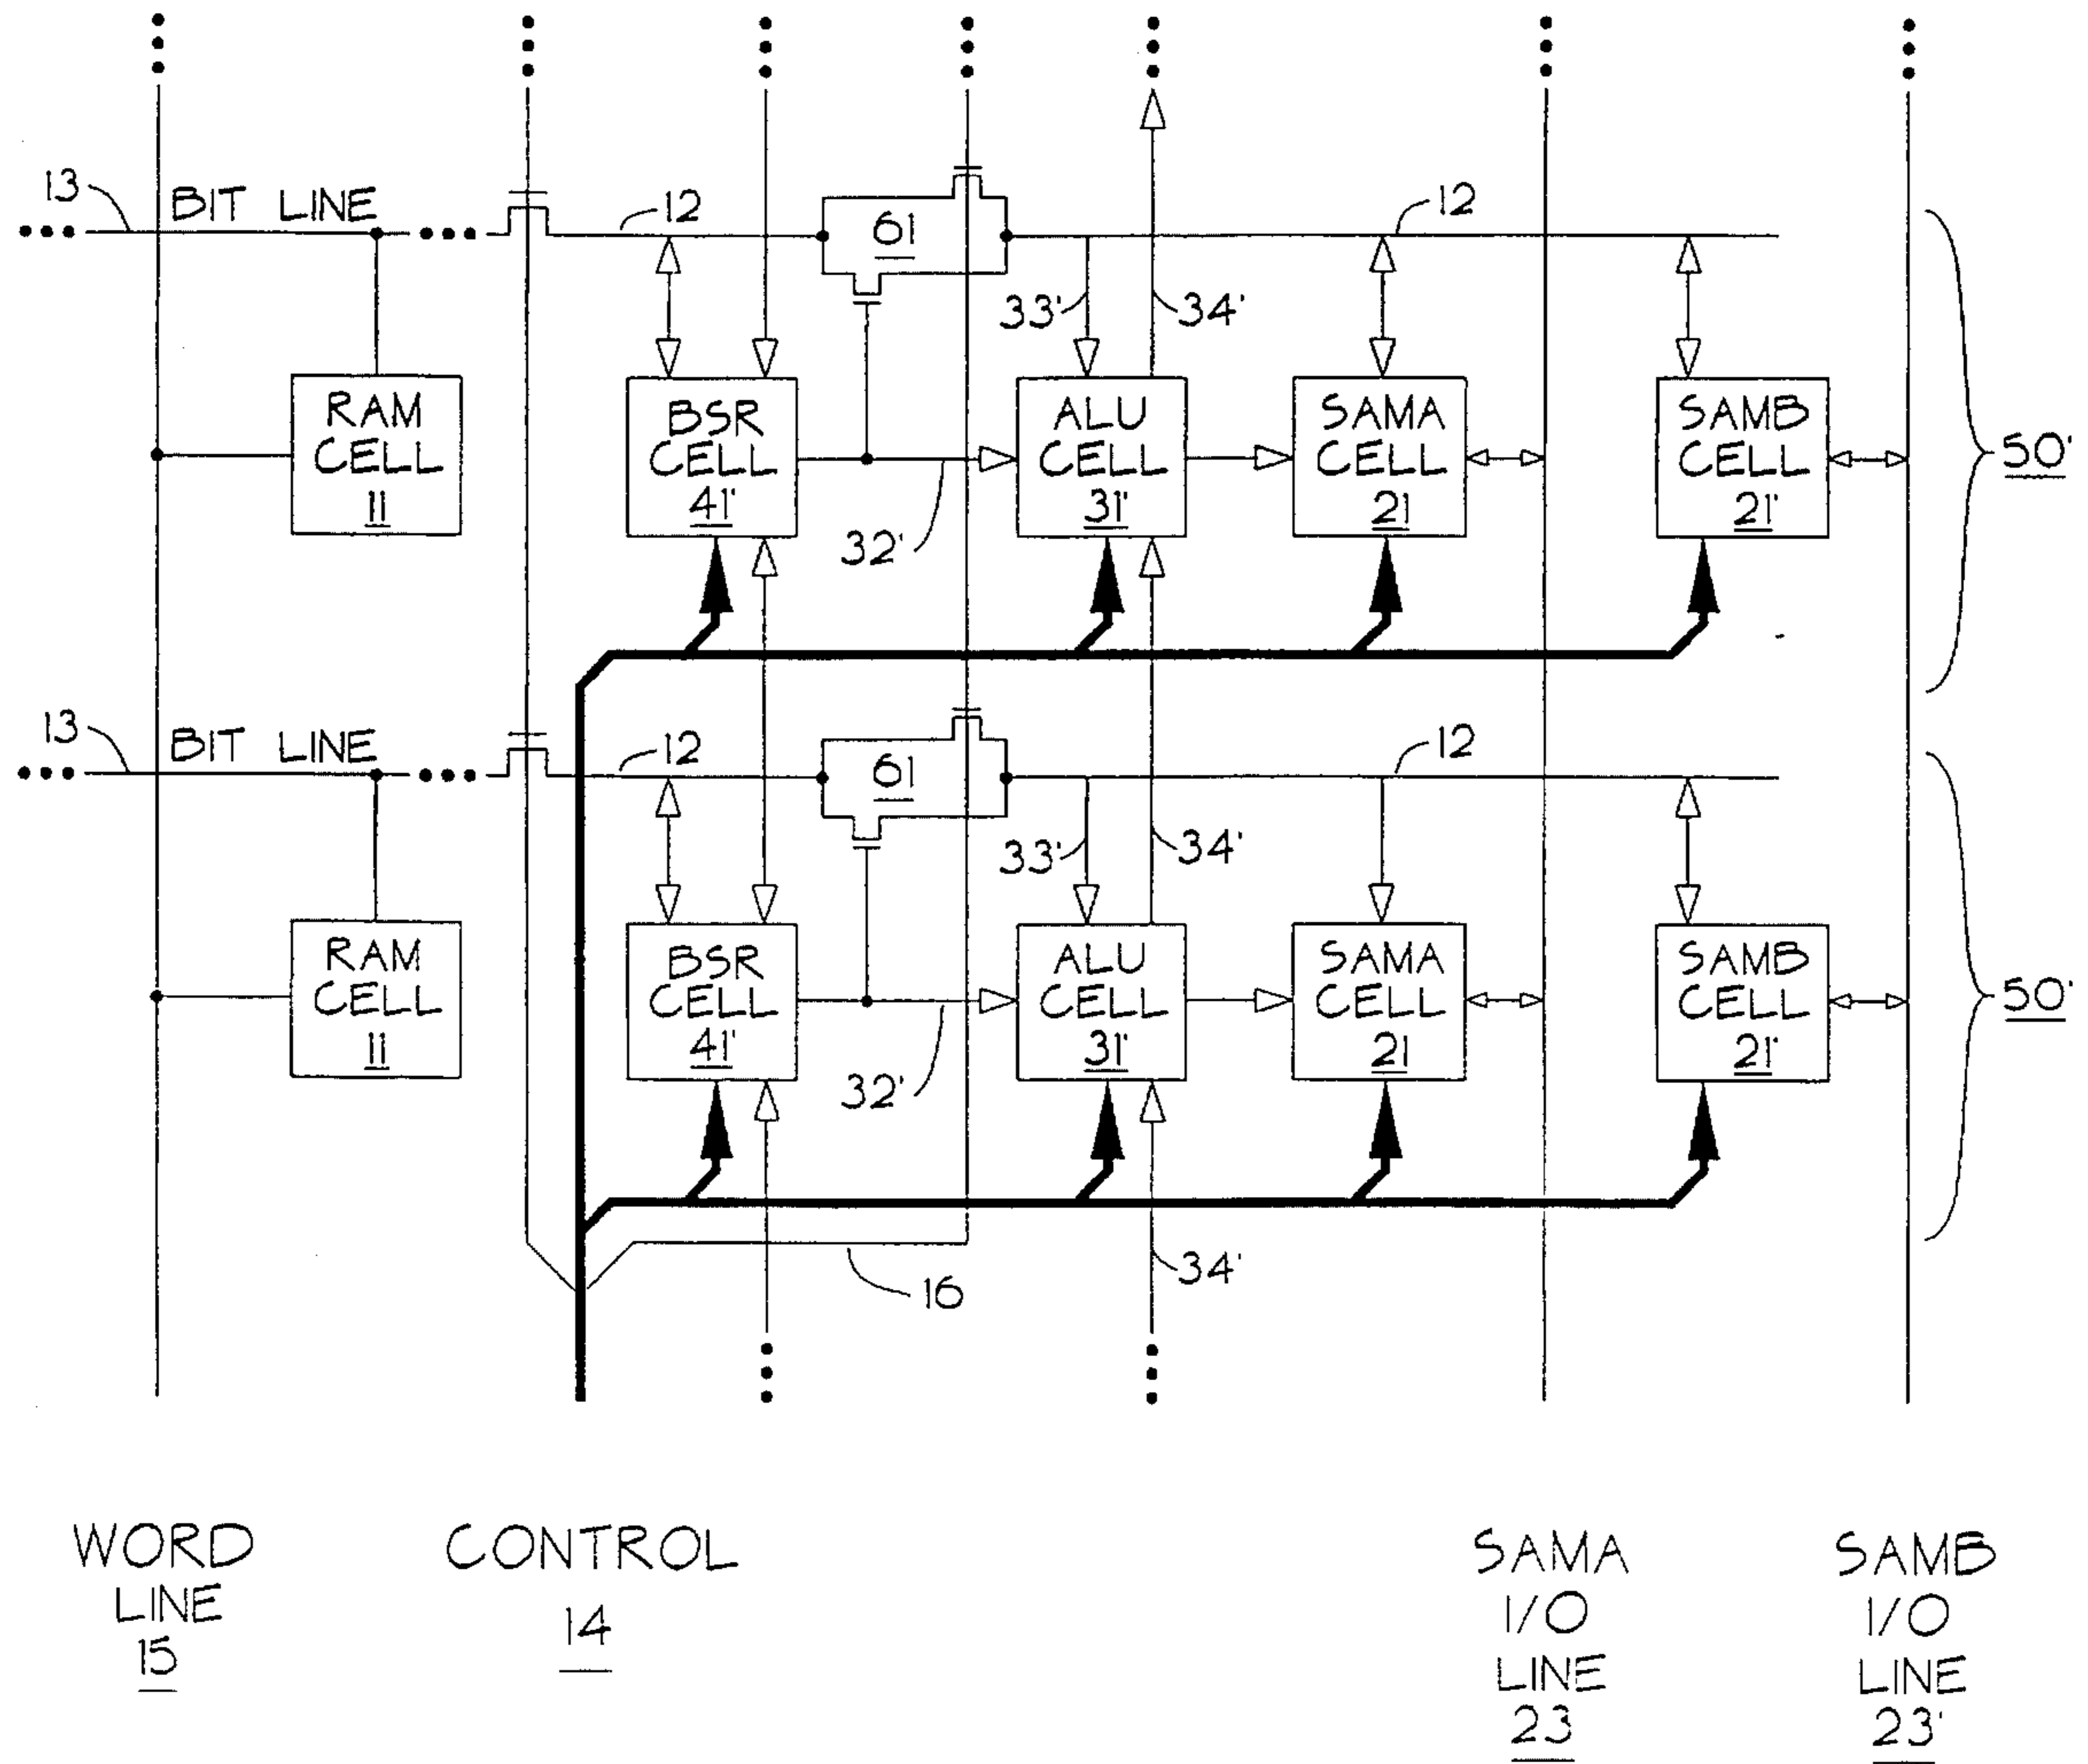 13 BIT LINE 12 61 12
33' 34'
RAM CELL 11
BSR CELL 41'
ALU CELL 31'
SAMA CELL 21
SAMB CELL 21'
50'
32'
13 BIT LINE 12 61 12
33' 34'
RAM CELL 11
BSR CELL 41'
ALU CELL 31'
SAMA CELL 21
SAMB CELL 21'
50'
32'
34'
16
WORD LINE 15
CONTROL 14
SAMA I/O LINE 23
SAMB I/O LINE 23'